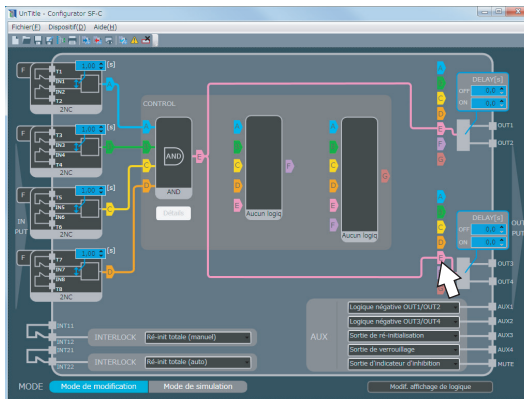 UnTitle - Configurator SF-C
Fichier(F) Dispositif(D) Aide(H)
F T1 1,00 [s]
IN1
IN2
T2
2NC
A
F T3 1,00 [s]
IN3
IN4
T4
2NC
F T5 1,00 [s]
IN5
IN6
T6
2NC
C
F T7 1,00 [s]
IN7
IN8
T8
2NC
D
IN
PUT
CONTROL
A
C
D
AND
AND
Détails
E
A
C
D
E
Aucun logiq
F
A
C
D
E
F
Aucun logiq
G
A
C
D
E
F
G
DELAY[s]
OFF 0,0
ON 0,0
OUT1
OUT2
A
C
D
E
DELAY[s]
OFF 0,0
ON 0,0
OUT3
OUT4
OUT
PUT
INT11
INT12
INTERLOCK Ré-init totale (manuel)
INT21
INT22
INTERLOCK Ré-init totale (auto)
AUX
Logique négative OUT1/OUT2 AUX1
Logique négative OUT3/OUT4 AUX2
Sortie de ré-initialisation AUX3
Sortie de verrouillage AUX4
Sortie d'indicateur d'inhibition MUTE
MODE Mode de modification Mode de simulation Modif. affichage de logique